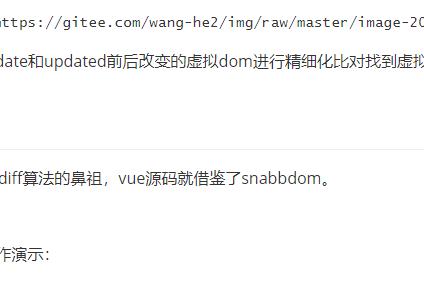 https://gitee.com/wang-he2/img/raw/master/image-20
date和updated前后改变的虚拟dom进行精细化比对找到虚拟
diff算法的鼻祖，vue源码就借鉴了snabbdom。
作演示：